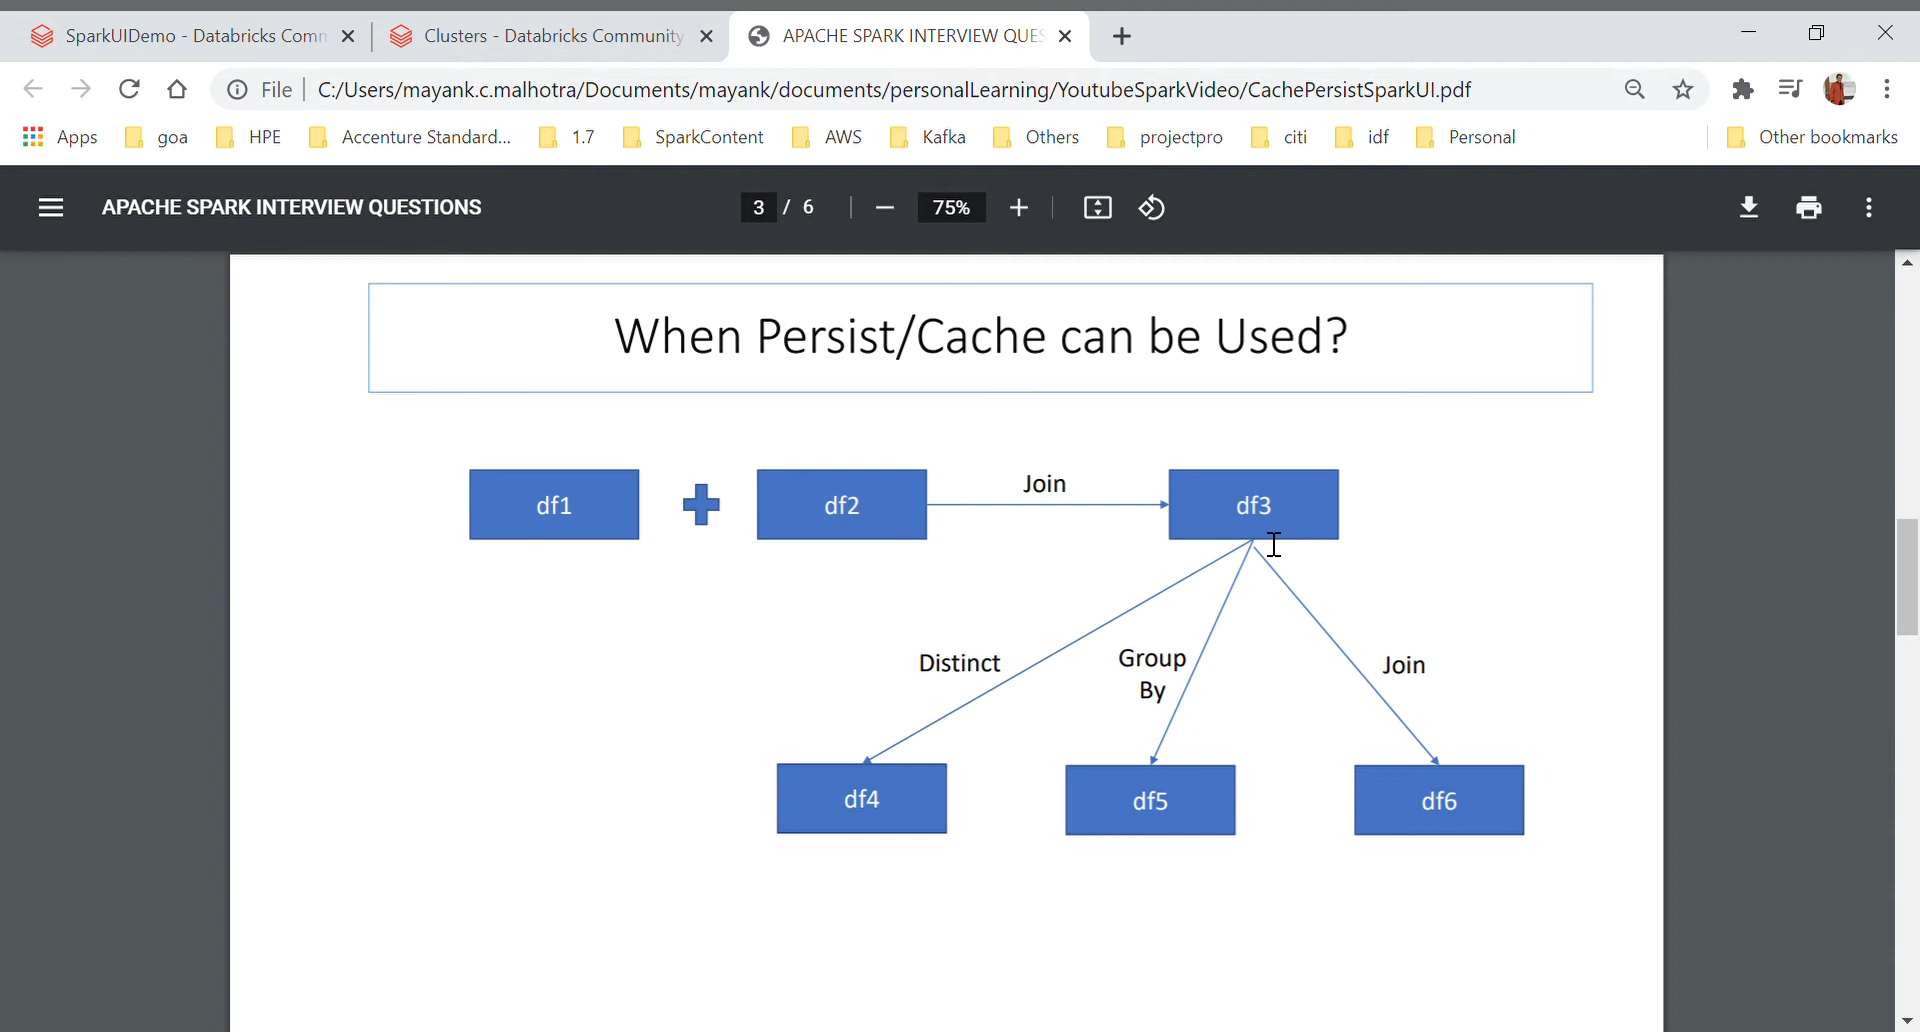 SparkUIDemo - Databricks Comm
Clusters - Databricks Community
APACHE SPARK INTERVIEW QUES
File
C:/Users/mayank.c.malhotra/Documents/mayank/documents/personalLearning/YoutubeSparkVideo/CachePersistSparkUI.pdf
Apps goa HPE Accenture Standard... 1.7 SparkContent AWS Kafka Others projectpro citi idf Personal Other bookmarks
APACHE SPARK INTERVIEW QUESTIONS 3 / 6 75%
When Persist/Cache can be Used?
Join
df1 df2 df3
Distinct
Group
By
Join
df4 df5 df6